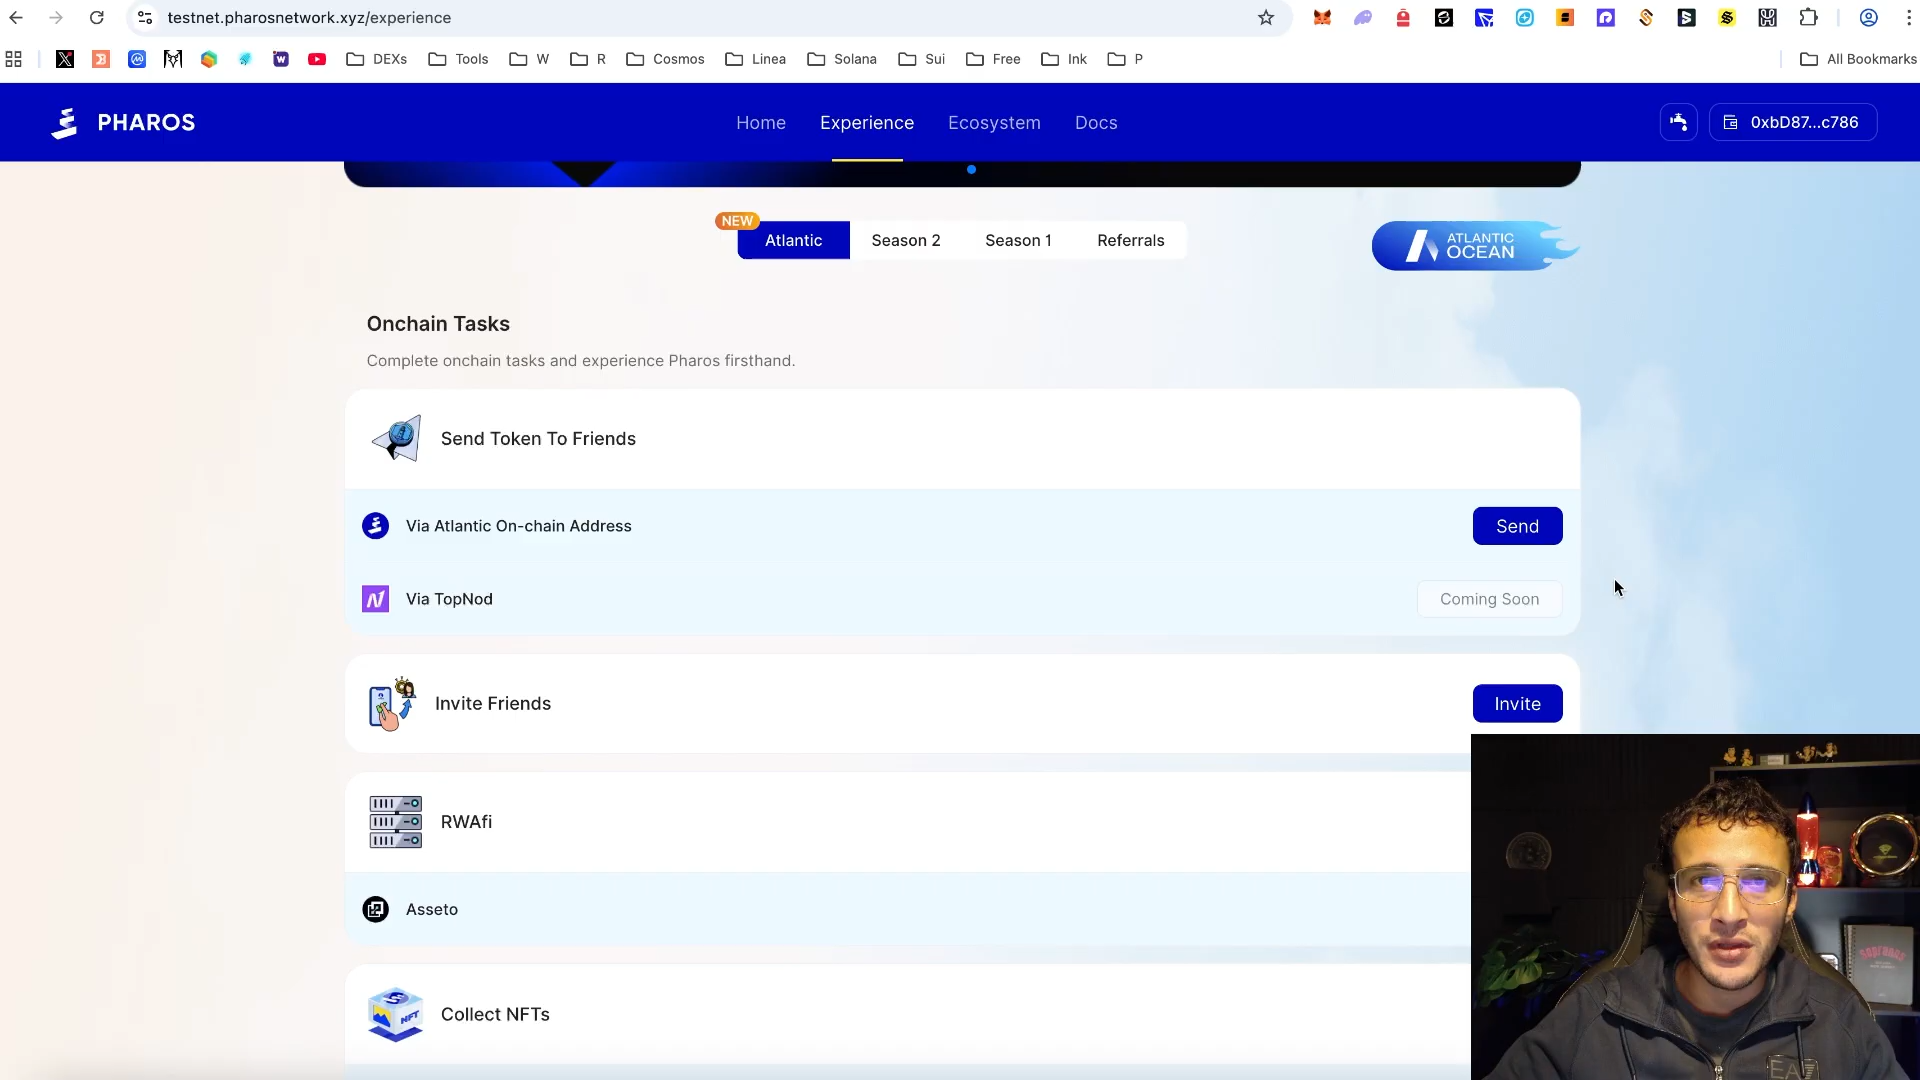 testnet.pharosnetwork.xyz/experience
DEXs
Tools
W
R
Cosmos
Linea
Solana
Sui
Free
Ink
P
All Bookmarks
PHAROS
Home
Experience
Ecosystem
Docs
0xbD87...c786
NEW
Atlantic
Season 2
Season 1
Referrals
ATLANTIC
OCEAN
Onchain Tasks
Complete onchain tasks and experience Pharos firsthand.
Send Token To Friends
Via Atlantic On-chain Address
Send
Via TopNod
Coming Soon
Invite Friends
Invite
RWAfi
Asseto
NFT
Collect NFTs
EA7